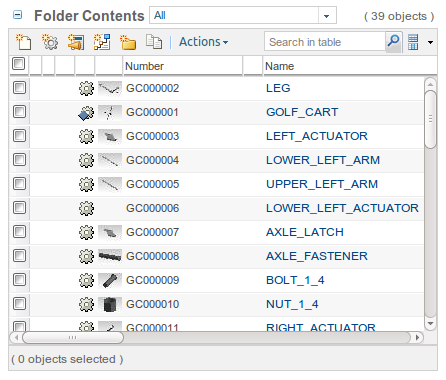 Folder Contents All ( 39 objects )
Actions Search in table
Number Name
GC000002 LEG
GC000001 GOLF_CART
GC000003 LEFT_ACTUATOR
GC000004 LOWER_LEFT_ARM
GC000005 UPPER_LEFT_ARM
GC000006 LOWER_LEFT_ACTUATOR
GC000007 AXLE_LATCH
GC000008 AXLE_FASTENER
GC000009 BOLT_1_4
GC000010 NUT_1_4
GC000011 RIGHT_ACTUATOR
( 0 objects selected )